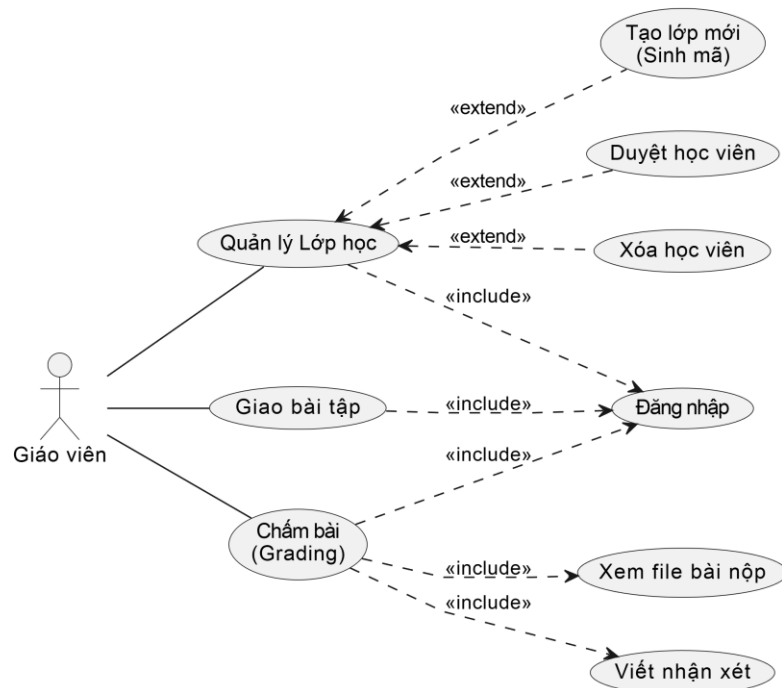 Tạo lớp mới
(Sinh mã)
«extend»
Duyệt học viên
«extend»
Quản lý Lớp học
«extend»
Xóa học viên
«include»
Giao bài tập
«include»
Đăng nhập
«include»
Giáo viên
Chấm bài
(Grading)
«include»
Xem file bài nộp
«include»
Viết nhận xét